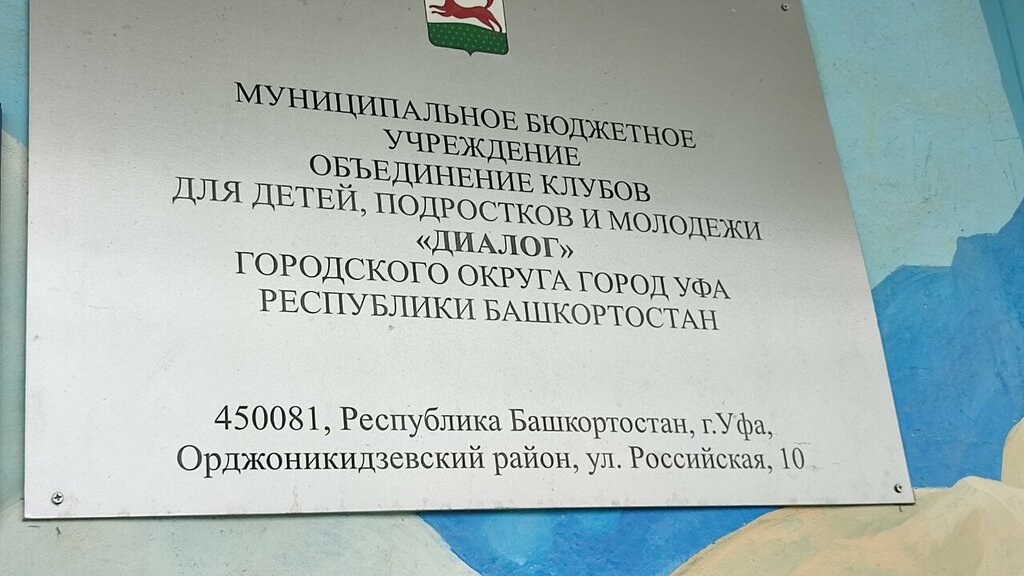 МУНИЦИПАЛЬНОЕ БЮДЖЕТНОЕ
УЧРЕЖДЕНИЕ
ОБЪЕДИНЕНИЕ КЛУБОВ
ДЛЯ ДЕТЕЙ, ПОДРОСТКОВ И МОЛОДЕЖИ
«ДИАЛОГ»
ГОРОДСКОГО ОКРУГА ГОРОД УФА
РЕСПУБЛИКИ БАШКОРТОСТАН
450081, Республика Башкортостан, г.Уфа,
Орджоникидзевский район, ул. Российская, 10